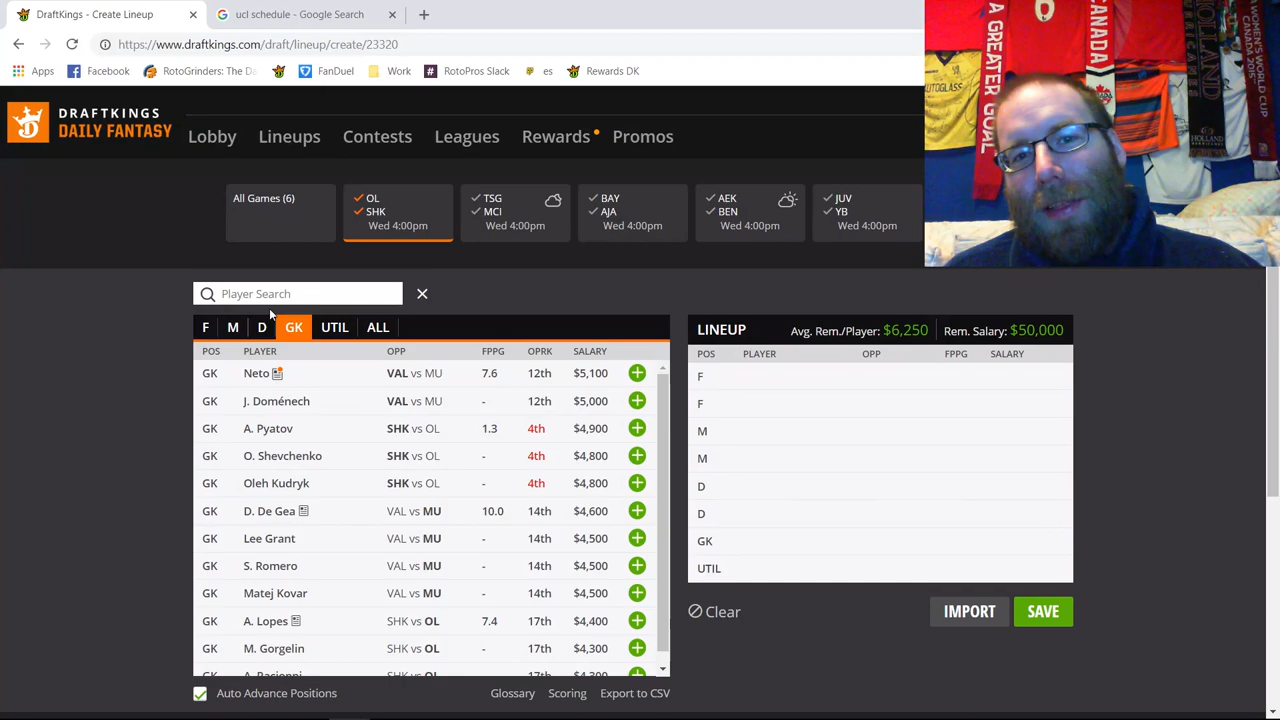 DraftKings - Create Lineup
ucl schedule - Google Search
https://www.draftkings.com/draft/lineup/create/23320
Apps
Facebook
RotoGrinders: The D
FanDuel
Work
RotoPros Slack
es
Rewards DK
DRAFTKINGS
DAILY FANTASY
Lobby
Lineups
Contests
Leagues
Rewards
Promos
All Games (6)
OL
SHK
Wed 4:00pm
TSG
MCI
Wed 4:00pm
BAY
AJA
Wed 4:00pm
AEK
BEN
Wed 4:00pm
JUV
YB
Wed 4:00pm
A GREATER GOAL
CANADA
AUTOGLASS
HOLLAND
HURRICANES
A WOMEN'S WORLD CUP
CANADA 2015
Player Search
F M D GK UTIL ALL
POS PLAYER OPP FPPG OPRK SALARY
GK Neto VAL vs MU 7.6 12th $5,100
GK J. Doménech VAL vs MU - 12th $5,000
GK A. Pyatov SHK vs OL 1.3 4th $4,900
GK O. Shevchenko SHK vs OL - 4th $4,800
GK Oleh Kudryk SHK vs OL - 4th $4,800
GK D. De Gea VAL vs MU 10.0 14th $4,600
GK Lee Grant VAL vs MU - 14th $4,500
GK S. Romero VAL vs MU - 14th $4,500
GK Matej Kovar VAL vs MU - 14th $4,500
GK A. Lopes SHK vs OL 7.4 17th $4,400
GK M. Gorgelin SHK vs OL - 17th $4,300
Auto Advance Positions
Glossary
Scoring
Export to CSV
LINEUP Avg. Rem./Player: $6,250 Rem. Salary: $50,000
POS PLAYER OPP FPPG SALARY
F
F
M
M
D
D
GK
UTIL
Clear
IMPORT
SAVE